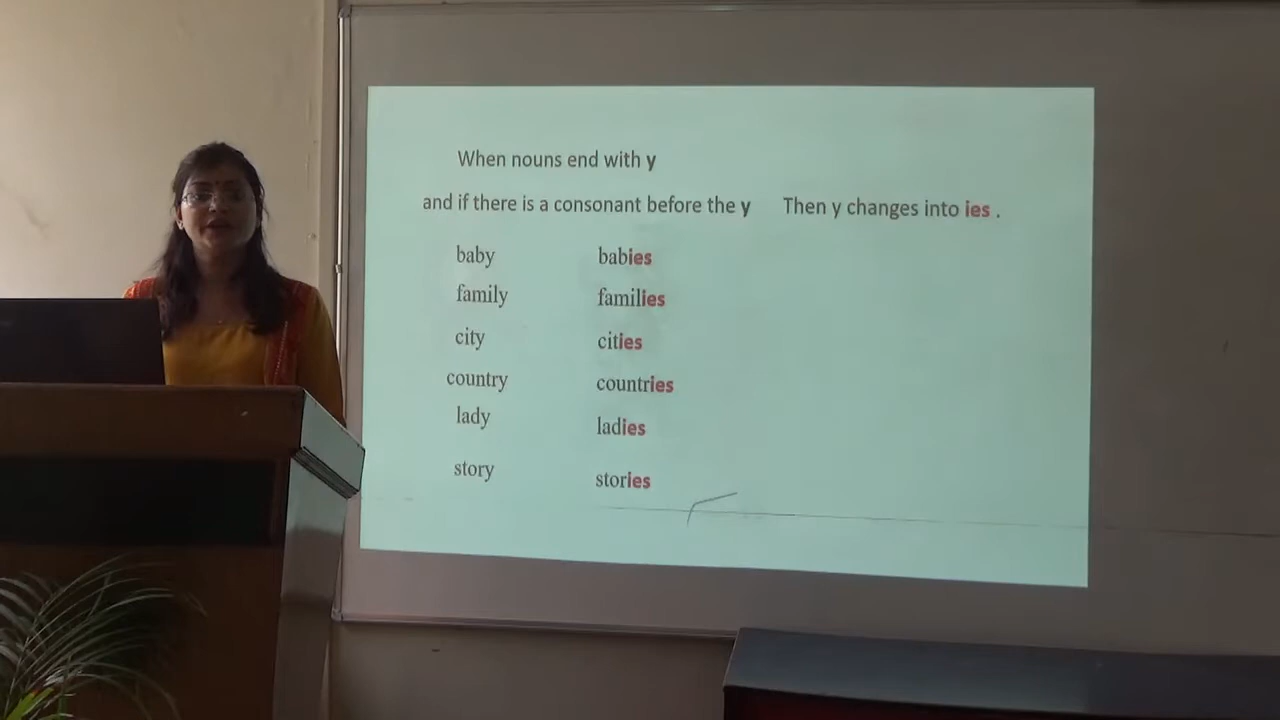 When nouns end with y
and if there is a consonant before the y Then y changes into ies .
baby babies
family families
city cities
country countries
lady ladies
story stories